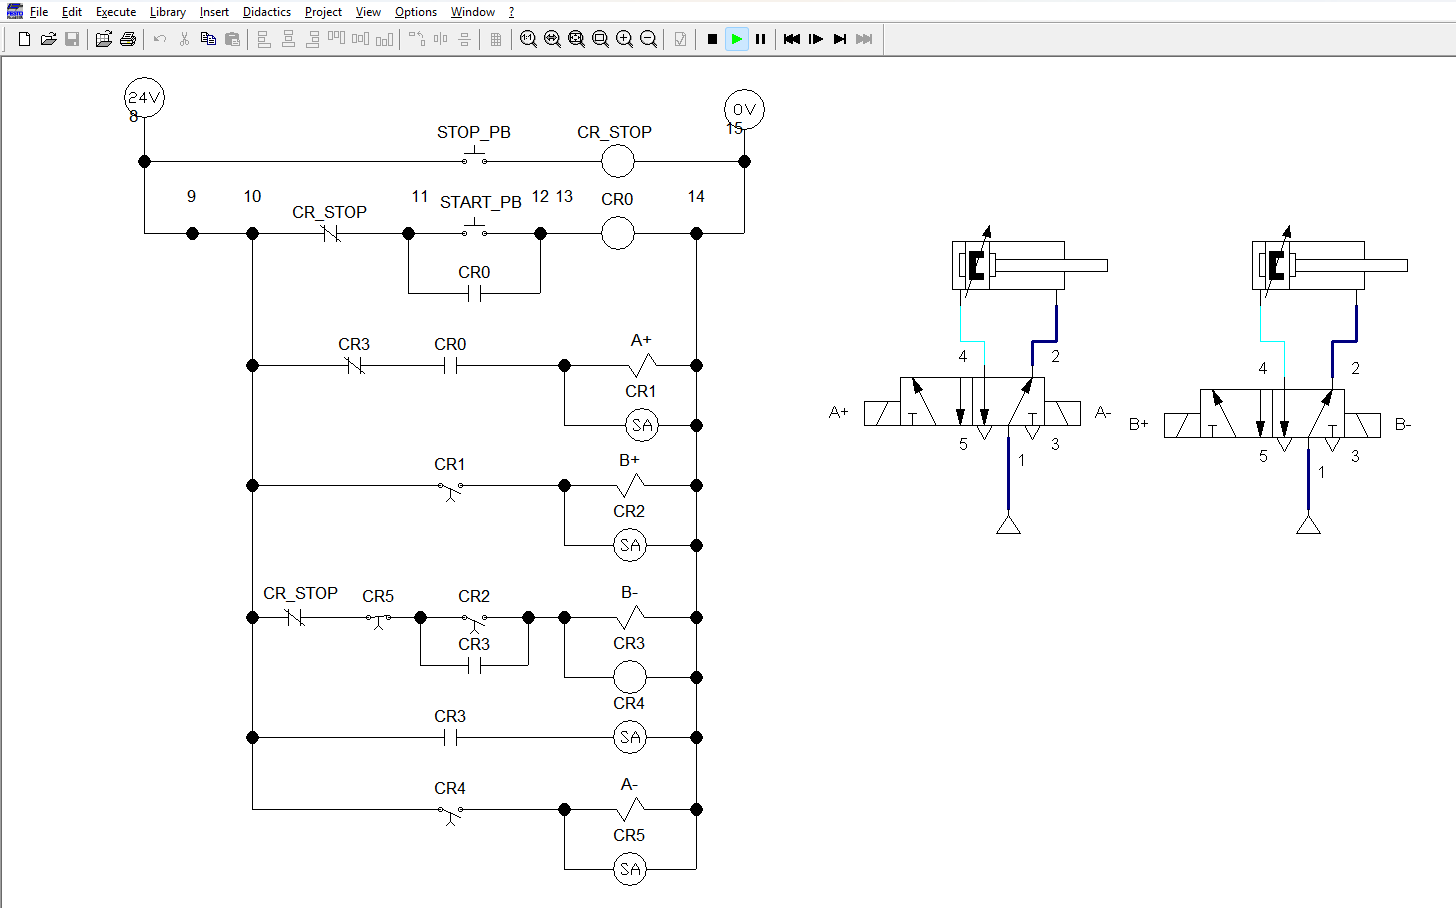 File Edit Execute Library Insert Didactics Project View Options Window ?
24V
8
0V
15
STOP_PB CR_STOP
9 10 11 12 13 14
CR_STOP START_PB CR0
CR0
CR3 CR0 A+
CR1
SA
CR1 B+
CR2
SA
CR_STOP CR5 CR2 B-
CR3 CR3
CR4
CR3 SA
CR4 A-
CR5
SA
4 2
A+ A-
5 3
1
4 2
B+ B-
5 3
1